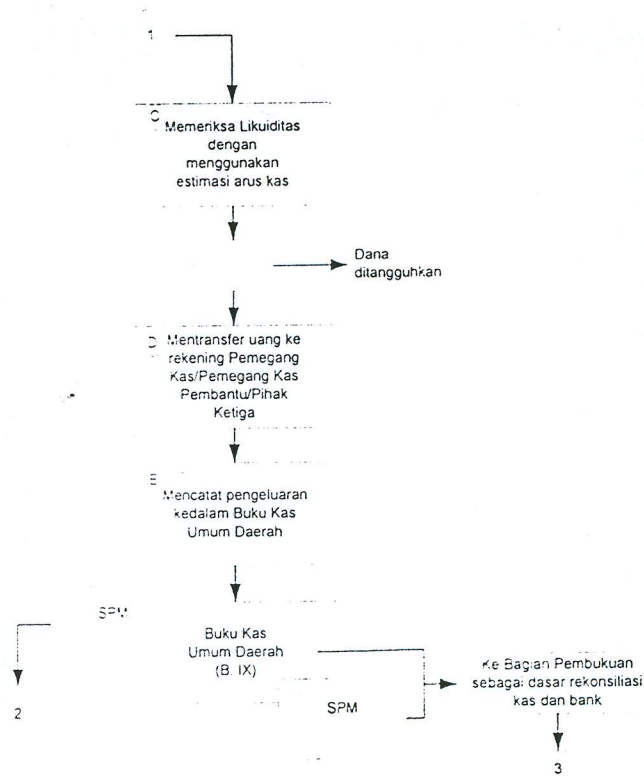 1
C
Memeriksa Likuiditas
dengan
menggunakan
estimasi arus kas
Dana
ditangguhkan
D
Mentransfer uang ke
rekening Pemegang
Kas/Pemegang Kas
Pembantu/Pihak
Ketiga
E
Mencatat pengeluaran
kedalam Buku Kas
Umum Daerah
SPM
Buku Kas
Umum Daerah
(B. IX)
SPM
2
Ke Bagian Pembukuan
sebagai dasar rekonsiliasi
kas dan bank
3